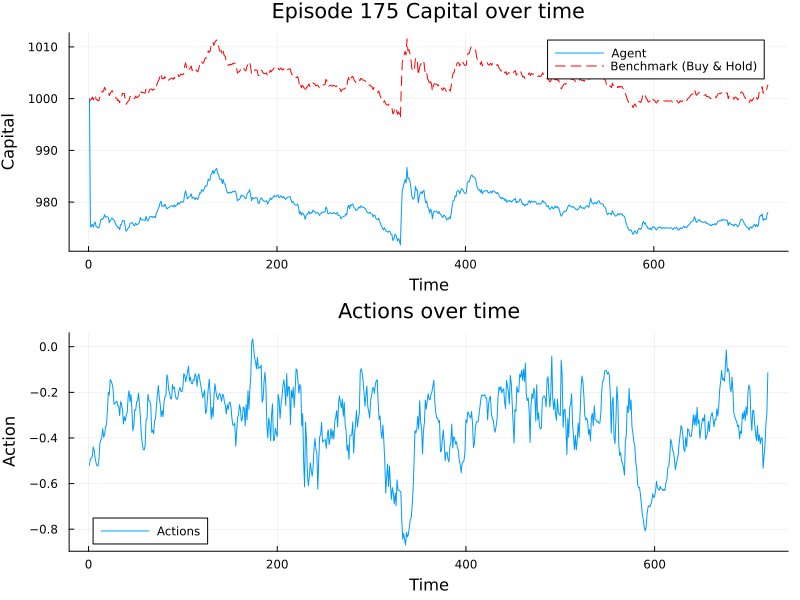 Episode 175 Capital over time
1010
1000
990
980
Capital
Agent
Benchmark (Buy & Hold)
0
200
400
600
Time
Actions over time
0.0
−0.2
−0.4
−0.6
−0.8
Action
Actions
0
200
400
600
Time